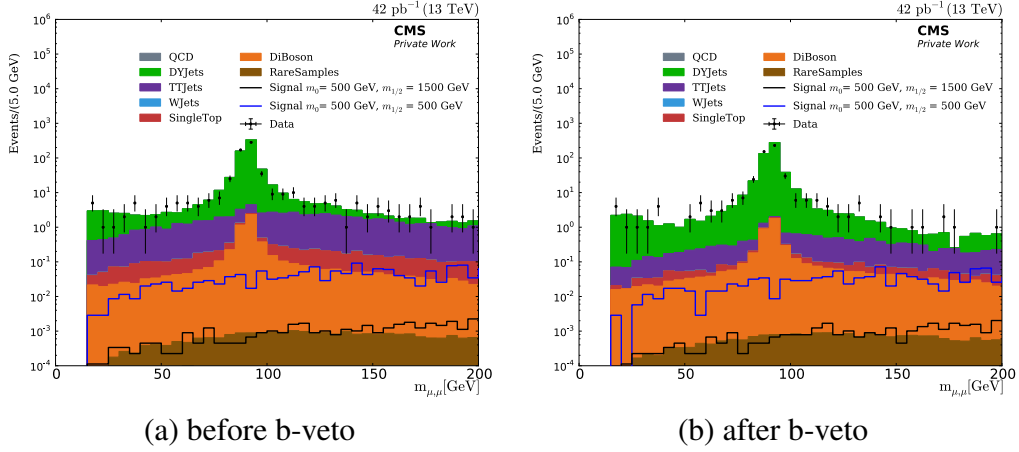 42 pb⁻¹ (13 TeV)
CMS
Private Work
QCD
DYJets
TTJets
WJets
SingleTop
DiBoson
RareSamples
Signal m₀= 500 GeV, m₁/₂ = 1500 GeV
Signal m₀= 500 GeV, m₁/₂ = 500 GeV
Data
Events/(5.0 GeV)
10⁶
10⁵
10⁴
10³
10²
10¹
10⁰
10⁻¹
10⁻²
10⁻³
10⁻⁴
0 50 100 150 200
m_μ,μ[GeV]
(a) before b-veto
42 pb⁻¹ (13 TeV)
CMS
Private Work
QCD
DYJets
TTJets
WJets
SingleTop
DiBoson
RareSamples
Signal m₀= 500 GeV, m₁/₂ = 1500 GeV
Signal m₀= 500 GeV, m₁/₂ = 500 GeV
Data
Events/(5.0 GeV)
10⁶
10⁵
10⁴
10³
10²
10¹
10⁰
10⁻¹
10⁻²
10⁻³
10⁻⁴
0 50 100 150 200
m_μ,μ[GeV]
(b) after b-veto